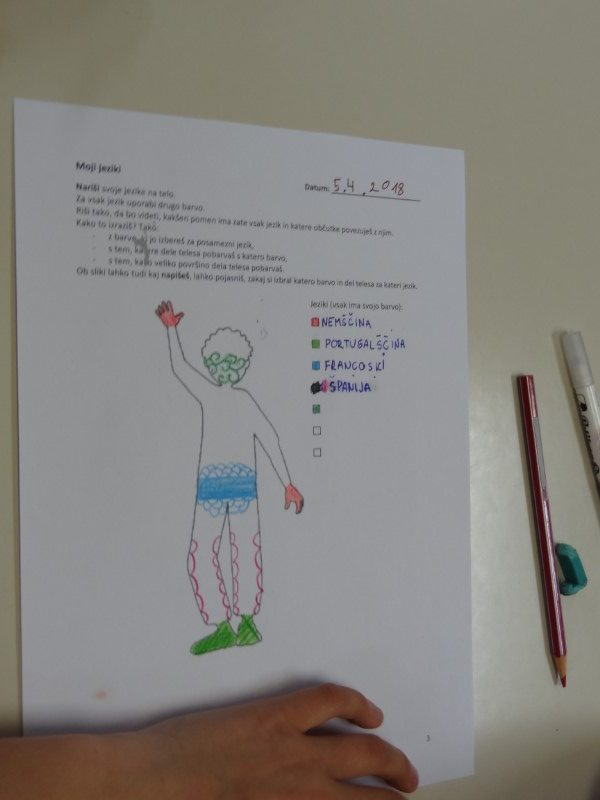 Moji jeziki
Datum: 5.4.2018
Nariši svoje jezike na telo.
Za vsak jezik uporabi drugo barvo.
Riši tako, da bo videti, kakšen pomen ima zate vsak jezik in katere občutke povezuješ z njim.
Kako to izraziš? Tako:
- z barvo, ki jo izbereš za posamezni jezik,
- s tem, katere dele telesa pobarvaš s katero barvo,
- s tem, kako veliko površino dela telesa pobarvaš.
Ob sliki lahko tudi kaj napišeš, lahko pojasniš, zakaj si izbral katero barvo in del telesa za kateri jezik.
Jeziki (vsak ima svojo barvo):
NEMŠČINA
PORTUGALŠČINA
FRANCOSKI
ŠPANIJA
3